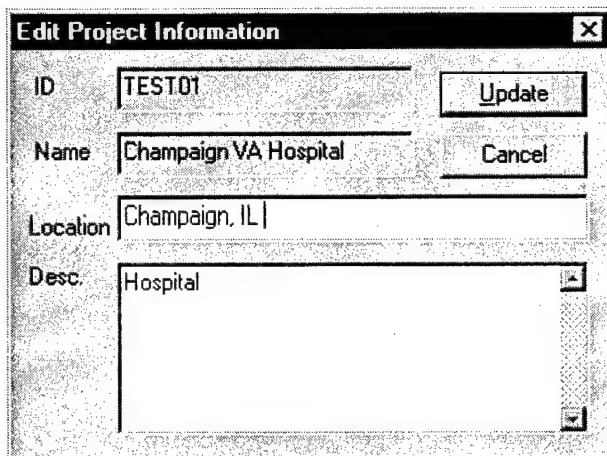 Edit Project Information
ID TEST01 Update
Name Champaign VA Hospital Cancel
Location Champaign, IL
Desc. Hospital